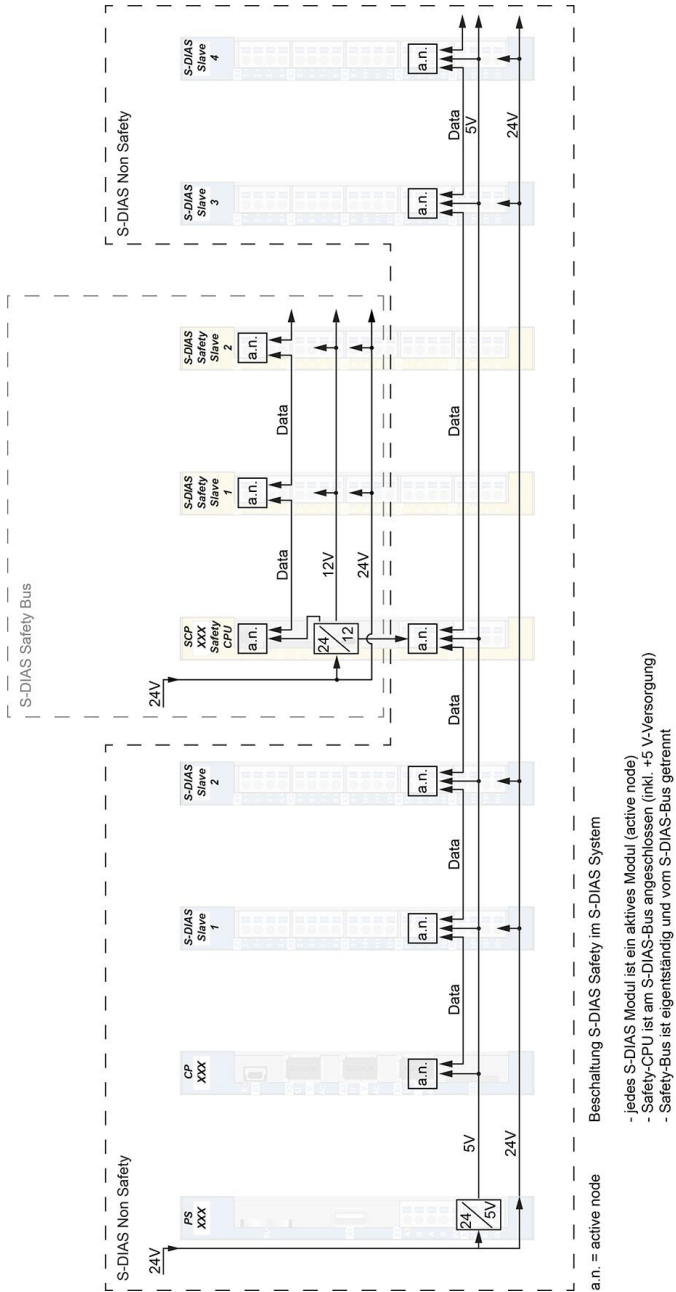 S-DIAS Safety Bus
S-DIAS Non Safety
S-DIAS Non Safety
PS
XXX
CP
XXX
S-DIAS
Slave
1
S-DIAS
Slave
2
SCP
XXX
Safety
CPU
S-DIAS
Safety
Slave
1
S-DIAS
Safety
Slave
2
S-DIAS
Slave
3
S-DIAS
Slave
4
24V
24V
a.n.
a.n.
a.n.
Data
Data
24
12
12V
24V
24
5V
5V
24V
a.n.
a.n.
a.n.
a.n.
a.n.
a.n.
Data
Data
Data
Data
Data
5V
24V
a.n. = active node
Beschaltung S-DIAS Safety im S-DIAS System
- jedes S-DIAS Modul ist ein aktives Modul (active node)
- Safety-CPU ist am S-DIAS-Bus angeschlossen (inkl. +5 V-Versorgung)
- Safety-Bus ist eigentständig und vom S-DIAS-Bus getrennt